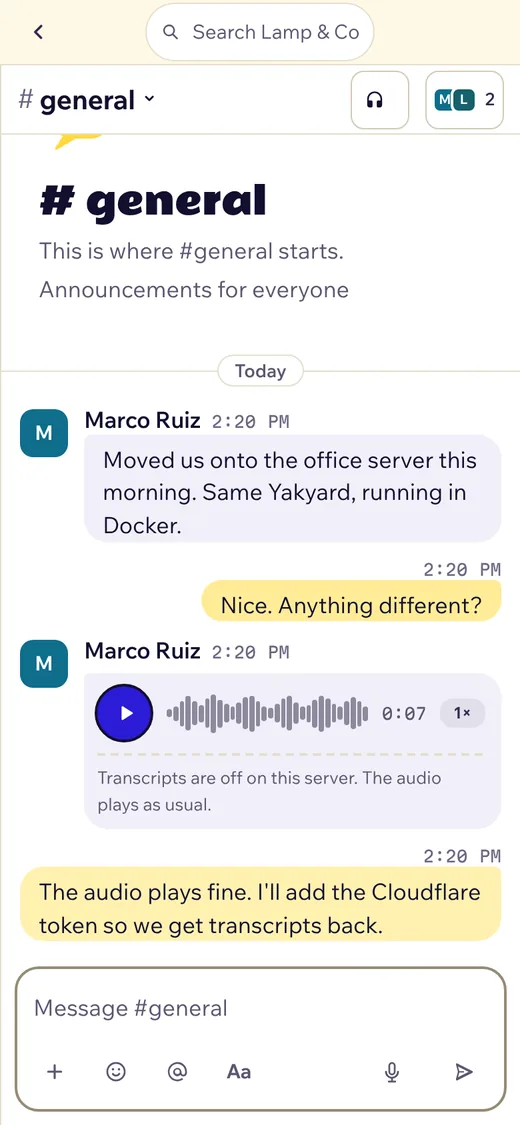 Search Lamp & Co
# general
M L 2
# general
This is where #general starts.
Announcements for everyone
Today
M
Marco Ruiz 2:20 PM
Moved us onto the office server this
morning. Same Yakyard, running in
Docker.
2:20 PM
Nice. Anything different?
M
Marco Ruiz 2:20 PM
0:07 1×
Transcripts are off on this server. The audio
plays as usual.
2:20 PM
The audio plays fine. I'll add the Cloudflare
token so we get transcripts back.
Message #general
Aa